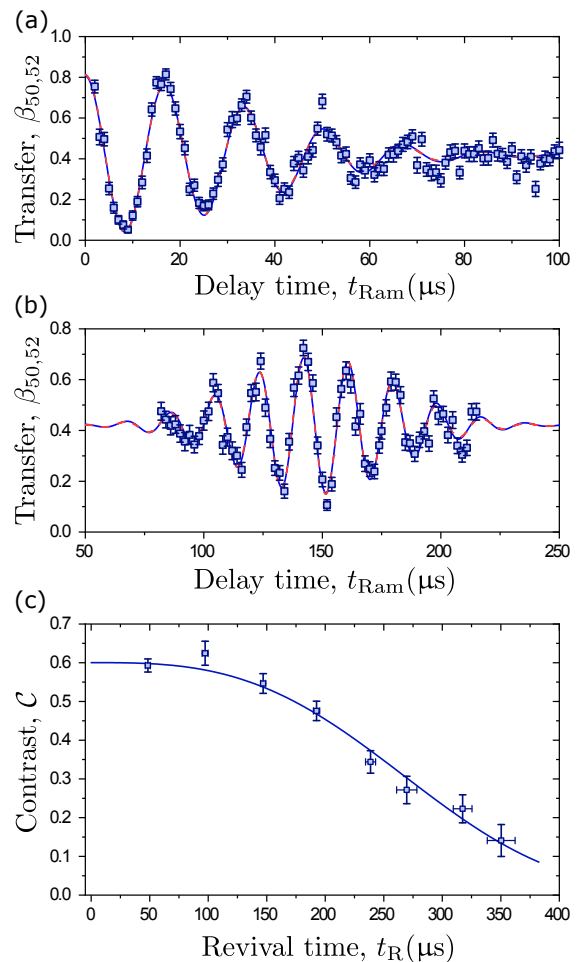 (a)
1.0
0.8
0.6
0.4
0.2
0.0
Transfer, β50,52
0 20 40 60 80 100
Delay time, tRam(μs)
(b)
0.8
0.6
0.4
0.2
0.0
Transfer, β50,52
50 100 150 200 250
Delay time, tRam(μs)
(c)
0.7
0.6
0.5
0.4
0.3
0.2
0.1
0.0
Contrast, C
0 50 100 150 200 250 300 350 400
Revival time, tR(μs)